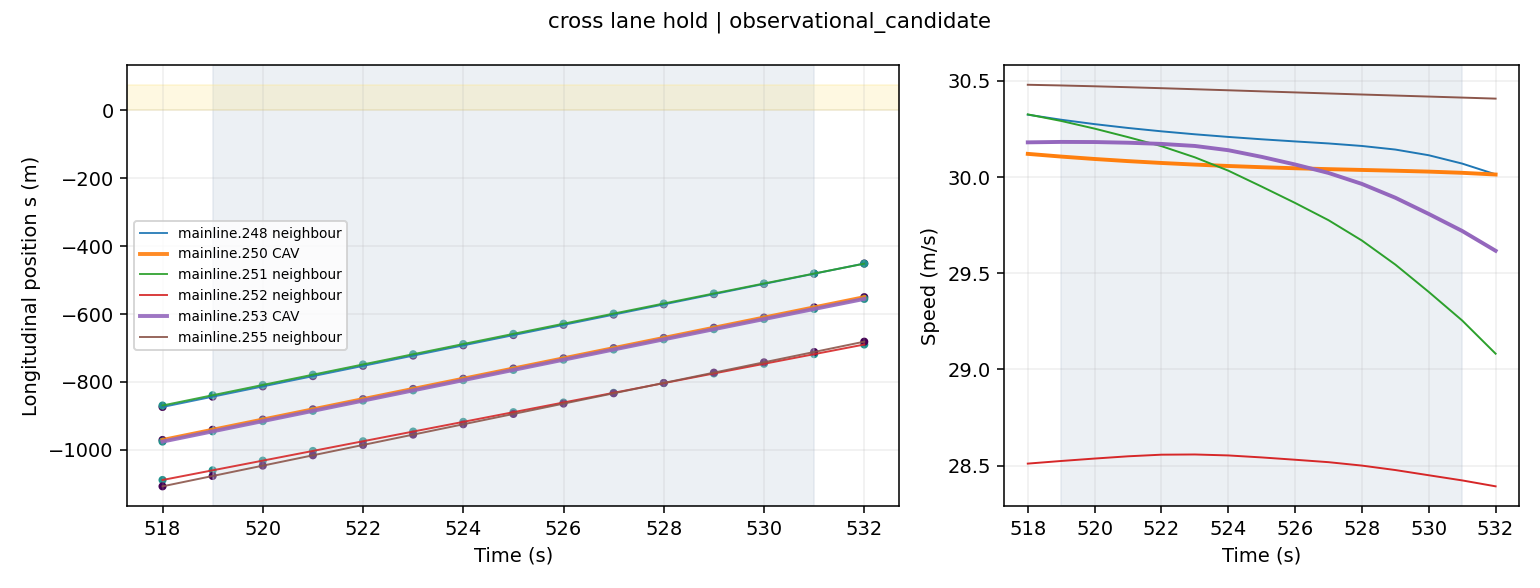 cross lane hold | observational_candidate
Longitudinal position s (m)
0
−200
−400
−600
−800
−1000
mainline.248 neighbour
mainline.250 CAV
mainline.251 neighbour
mainline.252 neighbour
mainline.253 CAV
mainline.255 neighbour
518 520 522 524 526 528 530 532
Time (s)
Speed (m/s)
30.5
30.0
29.5
29.0
28.5
518 520 522 524 526 528 530 532
Time (s)